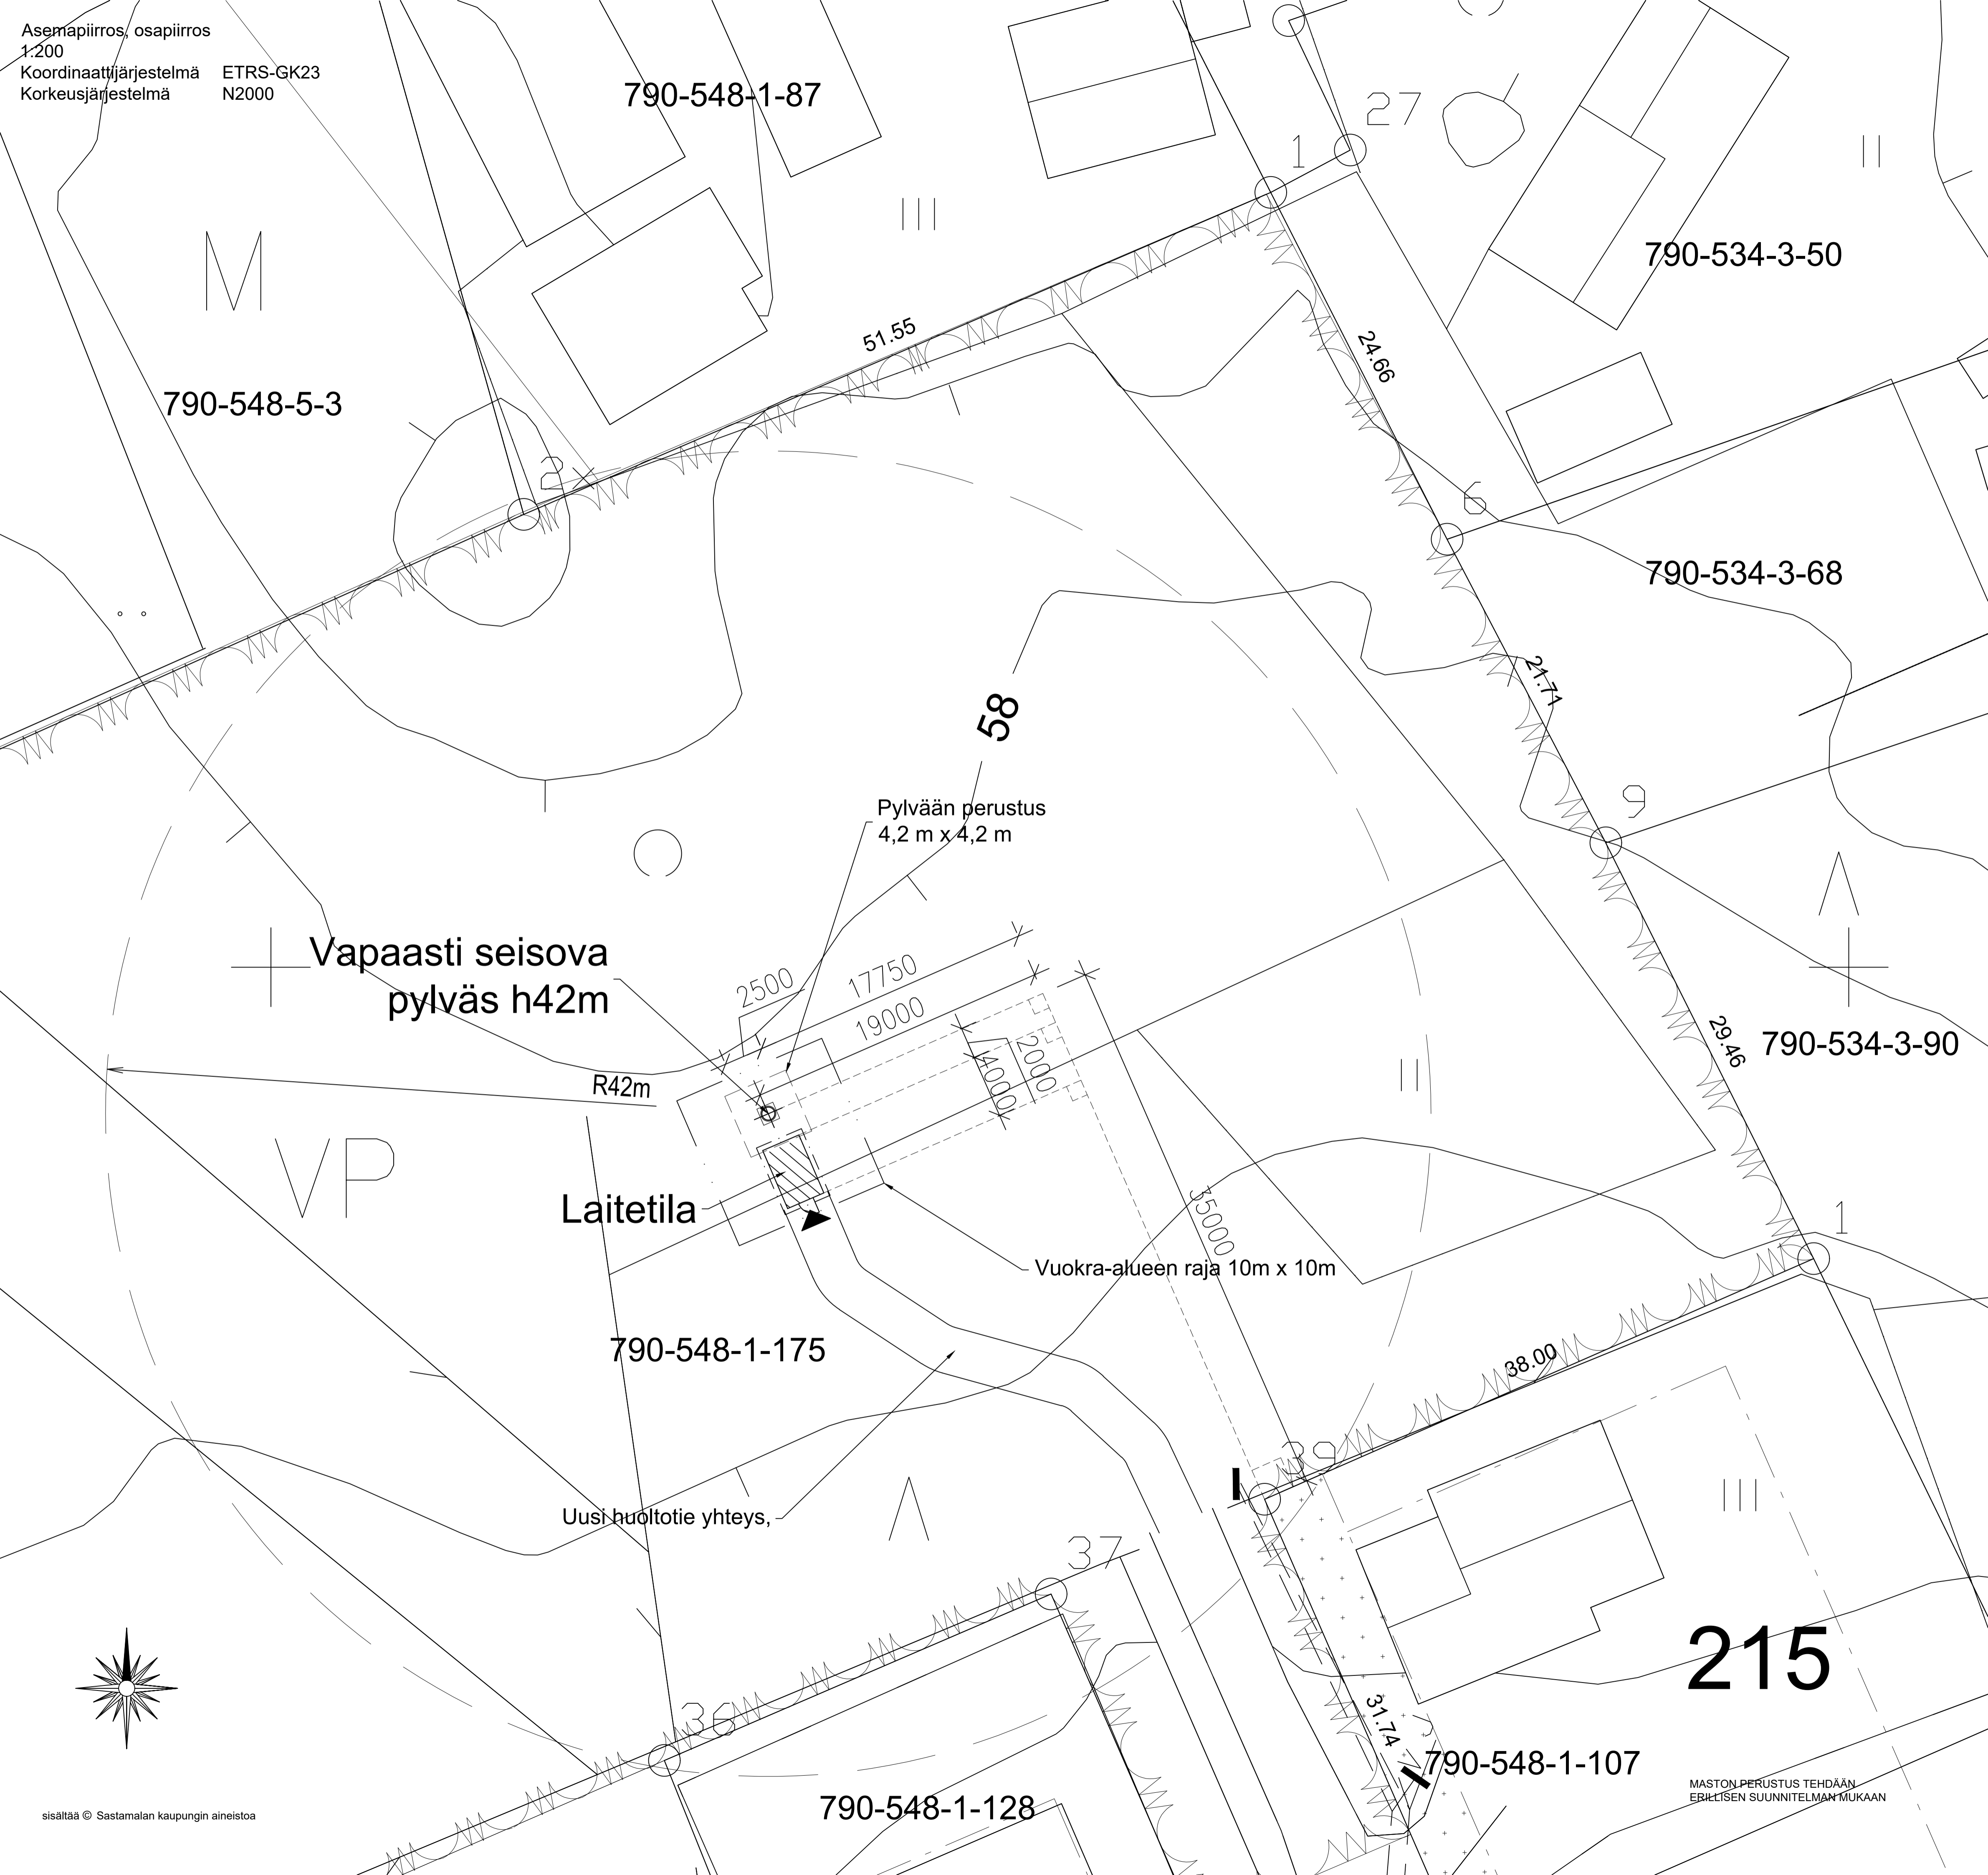 Asemapiirros, osapiirros
1:200
Koordinaattijärjestelmä ETRS-GK23
Korkeusjärjestelmä N2000
790-548-1-87
27
1
III
II
M
790-534-3-50
51.55
24.66
790-548-5-3
2
6
790-534-3-68
21.71
58
9
Pylvään perustus
4,2 m x 4,2 m
Vapaasti seisova
pylväs h42m
2500
17750
19000
2000
4000
29.46
790-534-3-90
R42m
II
VP
Laitetila
35000
1
Vuokra-alueen raja 10m x 10m
790-548-1-175
38.00
39
III
Uusi huoltotie yhteys,
37
215
36
31.74
790-548-1-107
MASTON PERUSTUS TEHDÄÄN
ERILLISEN SUUNNITELMAN MUKAAN
790-548-1-128
sisältää © Sastamalan kaupungin aineistoa